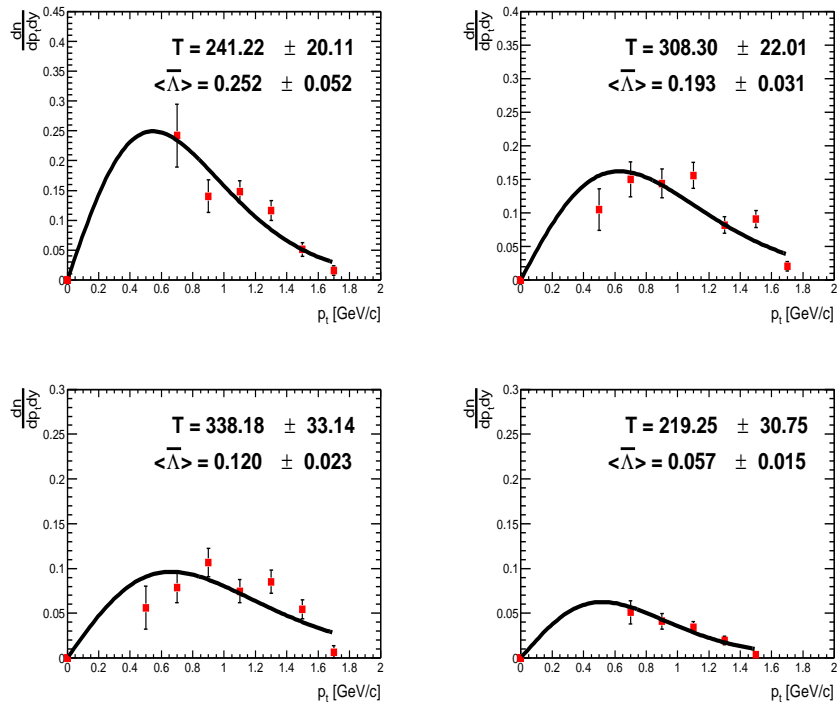 dn
dp_t dy
0.45
0.4
0.35
0.3
0.25
0.2
0.15
0.1
0.05
0
T = 241.22 ± 20.11
<Λ̅> = 0.252 ± 0.052
0 0.2 0.4 0.6 0.8 1 1.2 1.4 1.6 1.8 2
p_t [GeV/c]
dn
dp_t dy
0.4
0.35
0.3
0.25
0.2
0.15
0.1
0.05
0
T = 308.30 ± 22.01
<Λ̅> = 0.193 ± 0.031
0 0.2 0.4 0.6 0.8 1 1.2 1.4 1.6 1.8 2
p_t [GeV/c]
dn
dp_t dy
0.3
0.25
0.2
0.15
0.1
0.05
0
T = 338.18 ± 33.14
<Λ̅> = 0.120 ± 0.023
0 0.2 0.4 0.6 0.8 1 1.2 1.4 1.6 1.8 2
p_t [GeV/c]
dn
dp_t dy
0.3
0.25
0.2
0.15
0.1
0.05
0
T = 219.25 ± 30.75
<Λ̅> = 0.057 ± 0.015
0 0.2 0.4 0.6 0.8 1 1.2 1.4 1.6 1.8 2
p_t [GeV/c]